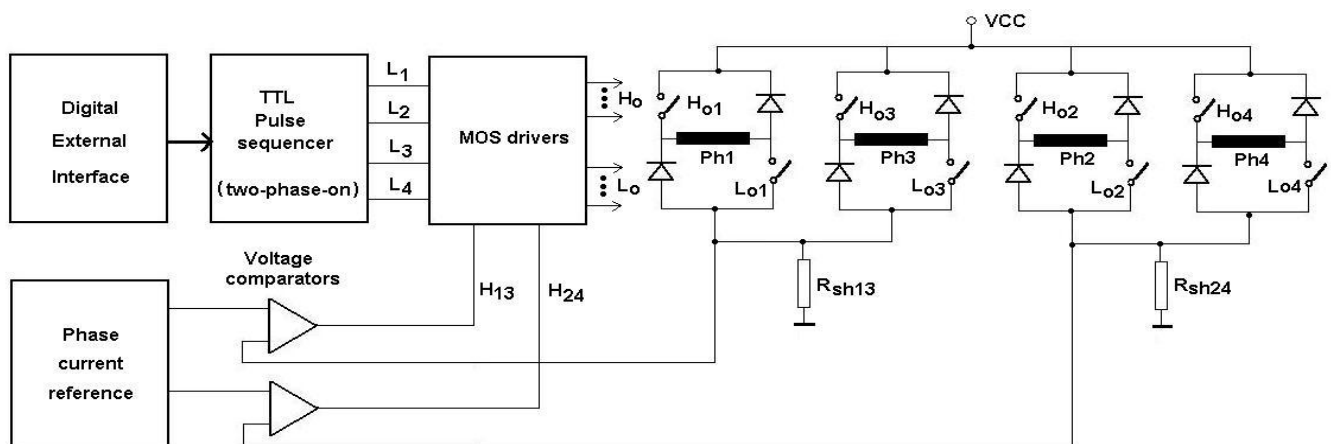 VCC
Digital
External
Interface
TTL
Pulse
sequencer
(two-phase-on)
L1
L2
L3
L4
MOS drivers
Ho
Lo
Ho1
Ph1
Lo1
Ho3
Ph3
Lo3
Ho2
Ph2
Lo2
Ho4
Ph4
Lo4
Voltage
comparators
H13
H24
Rsh13
Rsh24
Phase
current
reference